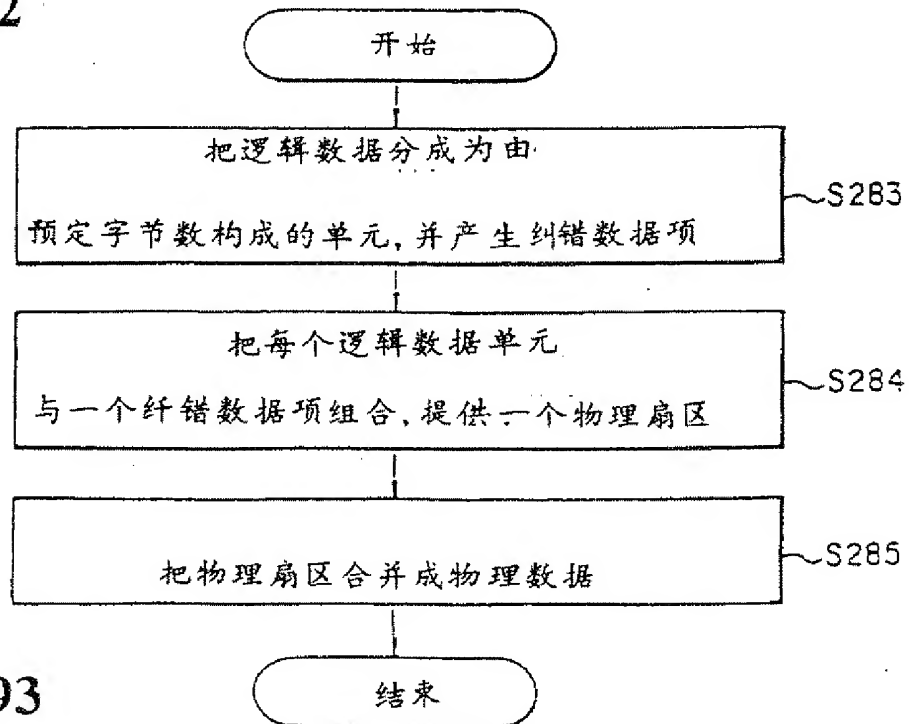 2
开始
把逻辑数据分成为由
预定字节数构成的单元,并产生纠错数据项
S283
把每个逻辑数据单元
与一个纤错数据项组合,提供一个物理扇区
S284
把物理扇区合并成物理数据
S285
结束
93